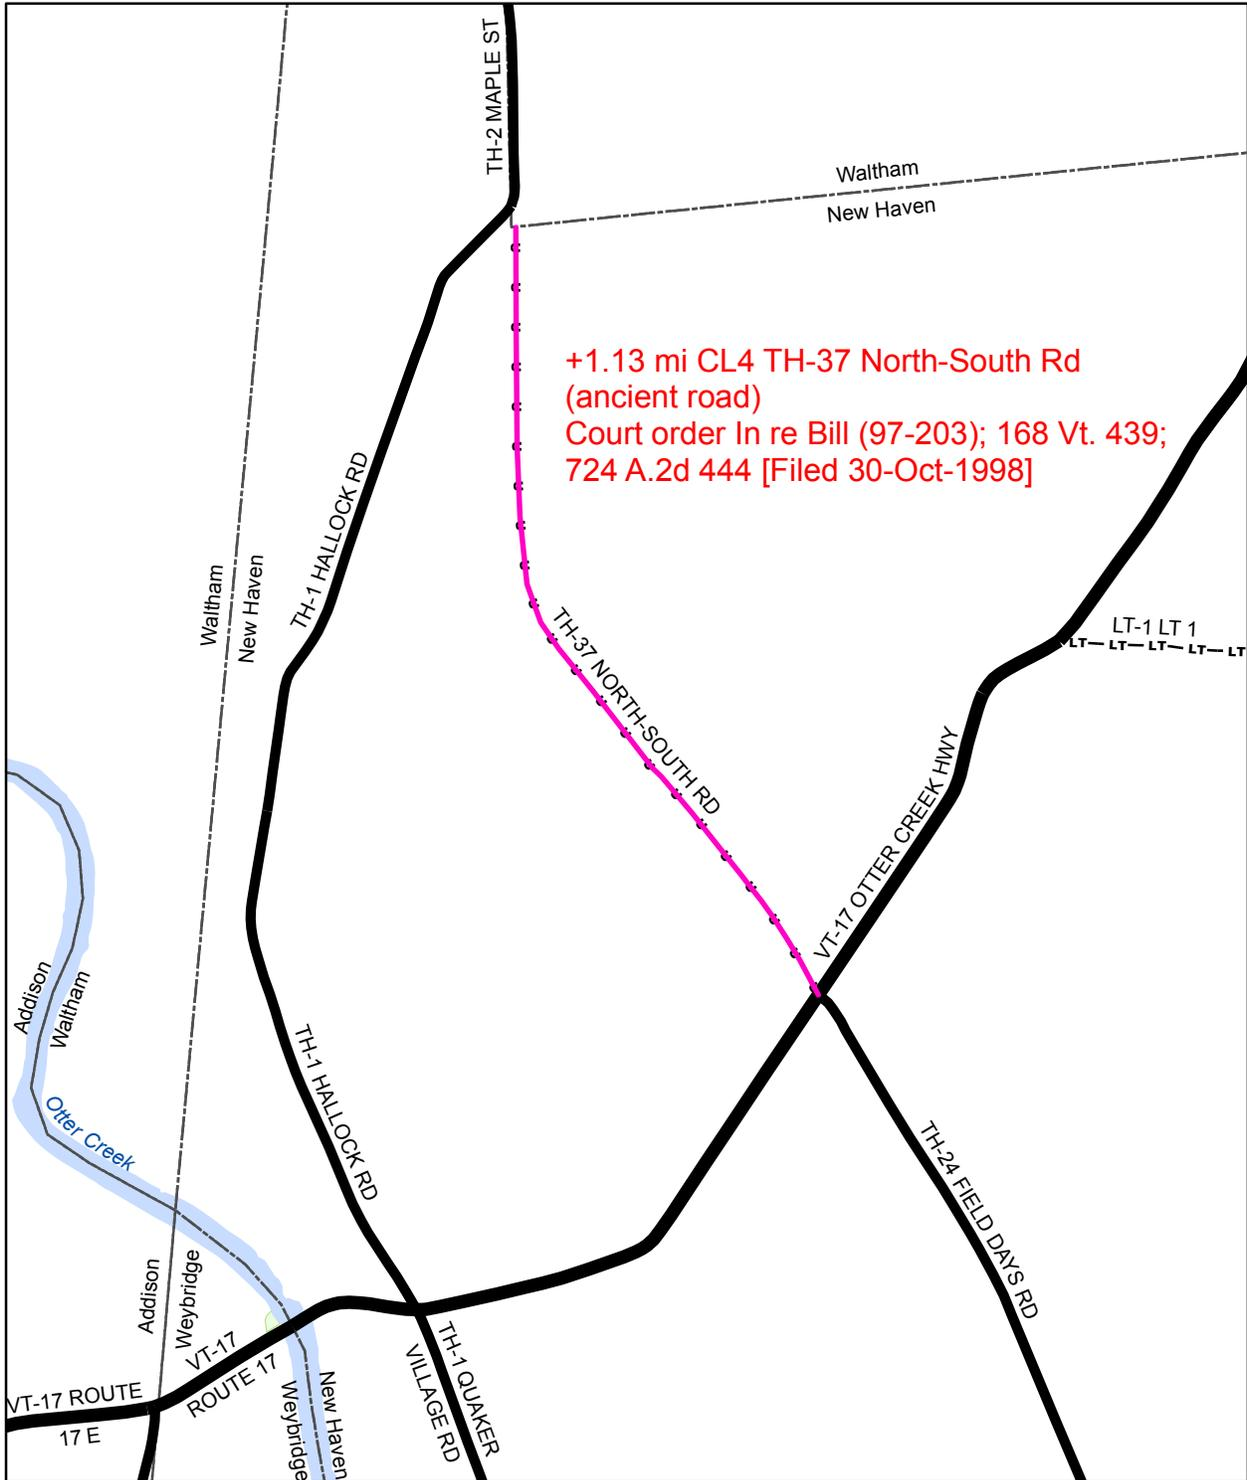 TH-2 MAPLE ST
Waltham
New Haven
+1.13 mi CL4 TH-37 North-South Rd
(ancient road)
Court order In re Bill (97-203); 168 Vt. 439;
724 A.2d 444 [Filed 30-Oct-1998]
TH-1 HALLOCK RD
Waltham
New Haven
LT-1 LT 1
LT LT LT LT LT
TH-37 NORTH-SOUTH RD
VT-17 OTTER CREEK HWY
Addison
Waltham
TH-1 HALLOCK RD
Otter Creek
TH-24 FIELD DAYS RD
Addison
Weybridge
VT-17
ROUTE 17
TH-1 QUAKER
VILLAGE RD
New Haven
Weybridge
VT-17 ROUTE
17 E